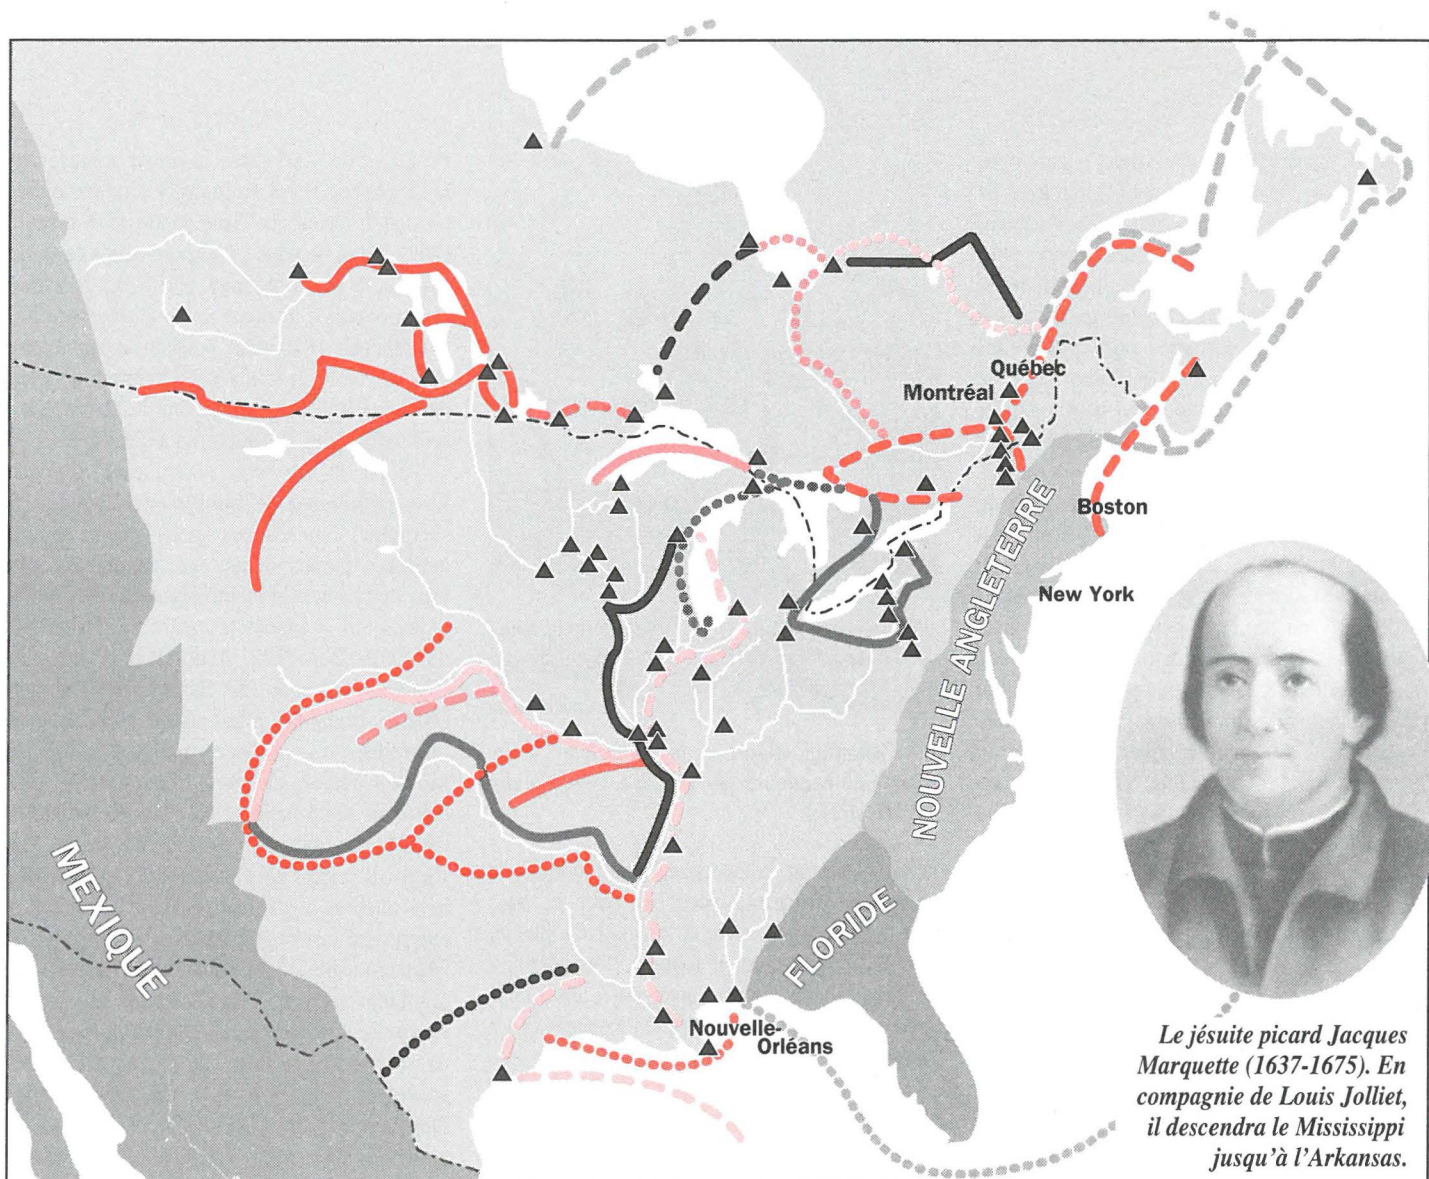 Québec
Montréal
Boston
New York
NOUVELLE ANGLETERRE
MEXIQUE
FLORIDE
Nouvelle-
Orléans
Le jésuite picard Jacques
Marquette (1637-1675). En
compagnie de Louis Jolliet,
il descendra le Mississippi
jusqu'à l'Arkansas.